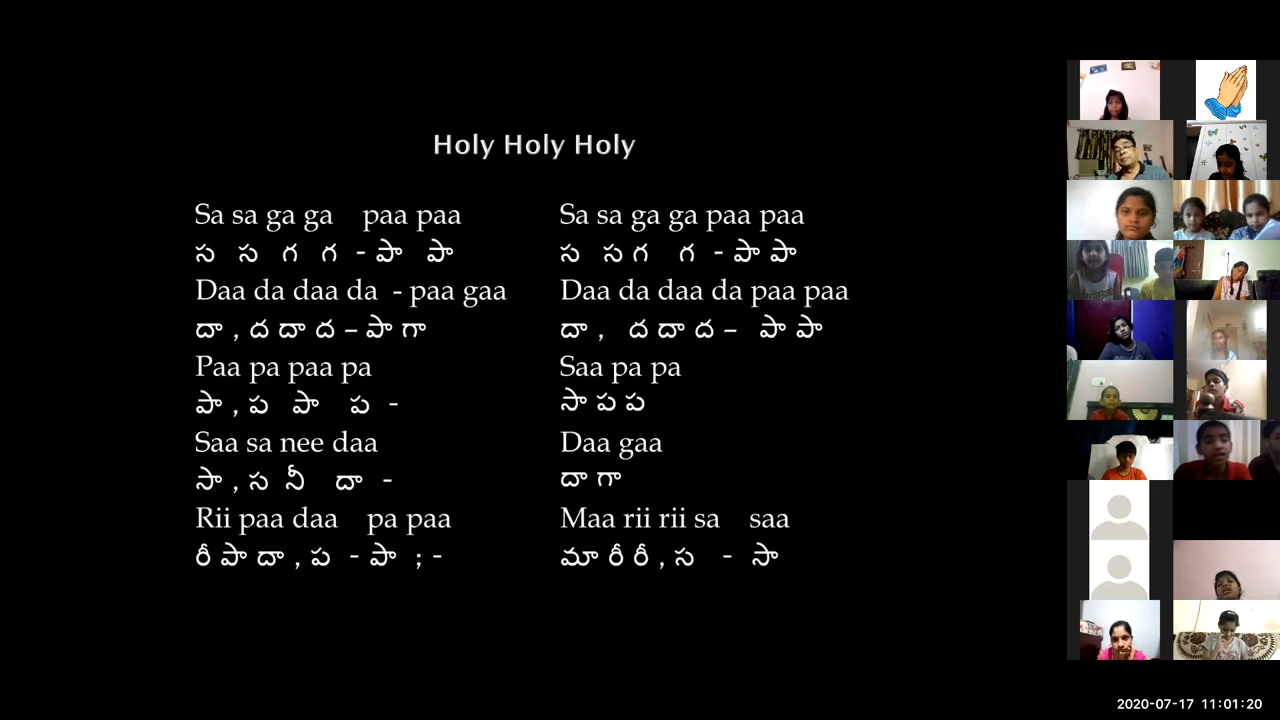 Holy Holy Holy
Sa sa ga ga paa paa
స స గ గ - పా పా
Daa da daa da - paa gaa
దా , ద దా ద – పా గా
Paa pa paa pa
పా , ప పా ప -
Saa sa nee daa
సా , స నీ దా -
Rii paa daa pa paa
రీ పా దా , ప - పా ; -
Sa sa ga ga paa paa
స స గ గ - పా పా
Daa da daa da paa paa
దా , ద దా ద – పా పా
Saa pa pa
సా ప ప
Daa gaa
దా గా
Maa rii rii sa saa
మా రీ రీ , స - సా
2020-07-17 11:01:20